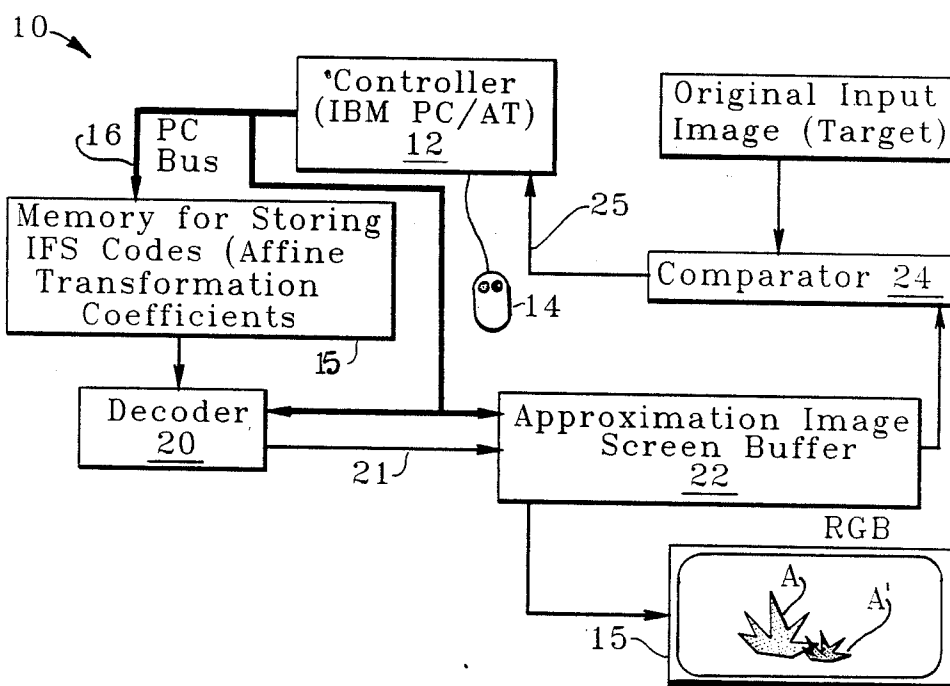 10
Controller
(IBM PC/AT)
12
Original Input
Image (Target)
16
PC
Bus
25
Memory for Storing
IFS Codes (Affine
Transformation
Coefficients
15
14
Comparator 24
Decoder
20
21
Approximation Image
Screen Buffer
22
RGB
A
A'
15